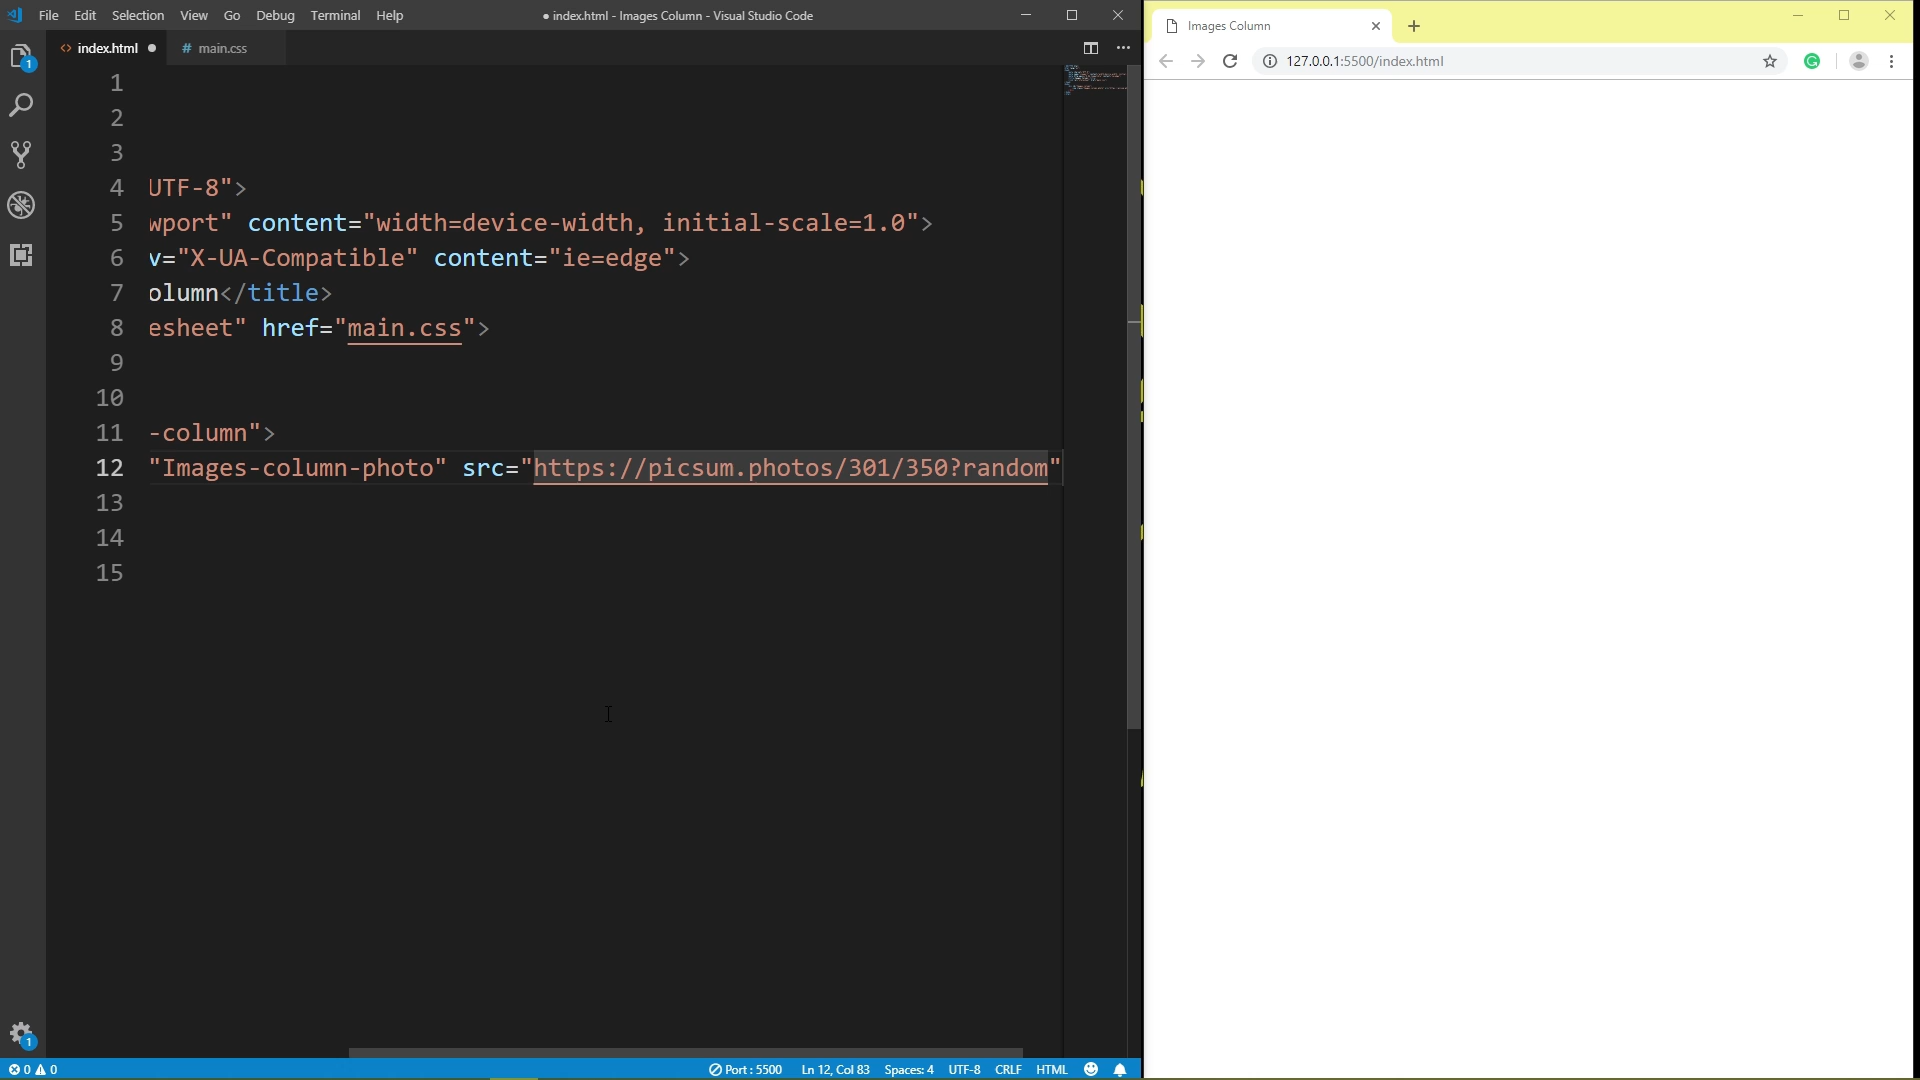 File Edit Selection View Go Debug Terminal Help
● index.html - Images Column - Visual Studio Code
index.html ●
# main.css
1
2
3
4 UTF-8">
5 wport" content="width=device-width, initial-scale=1.0">
6 v="X-UA-Compatible" content="ie=edge">
7 olumn</title>
8 esheet" href="main.css">
9
10
11 -column">
12 "Images-column-photo" src="https://picsum.photos/301/350?random"
13
14
15
1
1
0 0
Port : 5500 Ln 12, Col 83 Spaces: 4 UTF-8 CRLF HTML
Images Column
127.0.0.1:5500/index.html